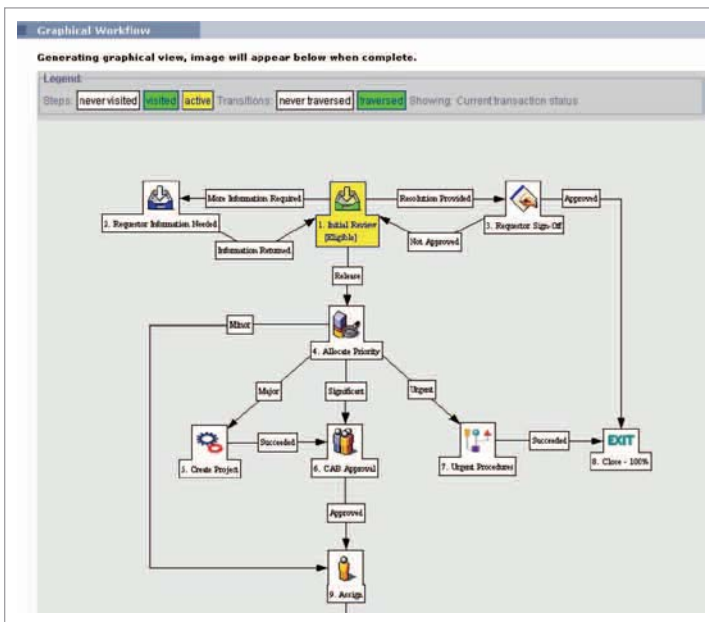 Graphical Workflow
Generating graphical view, image will appear below when complete.
Legend:
Steps: never visited visited active Transitions: never traversed traversed Showing: Current transaction status
More Information Required
Resolution Provided
Approved
2. Requestor Information Needed
1. Initial Review
[Eligible]
3. Requestor Sign-Off
Information Returned
Not Approved
Release
Minor
4. Allocate Priority
Major
Significant
Urgent
Succeeded
Succeeded
EXIT
5. Create Project
6. CAB Approval
7. Urgent Procedures
8. Close - 100%
Approved
9. Assign